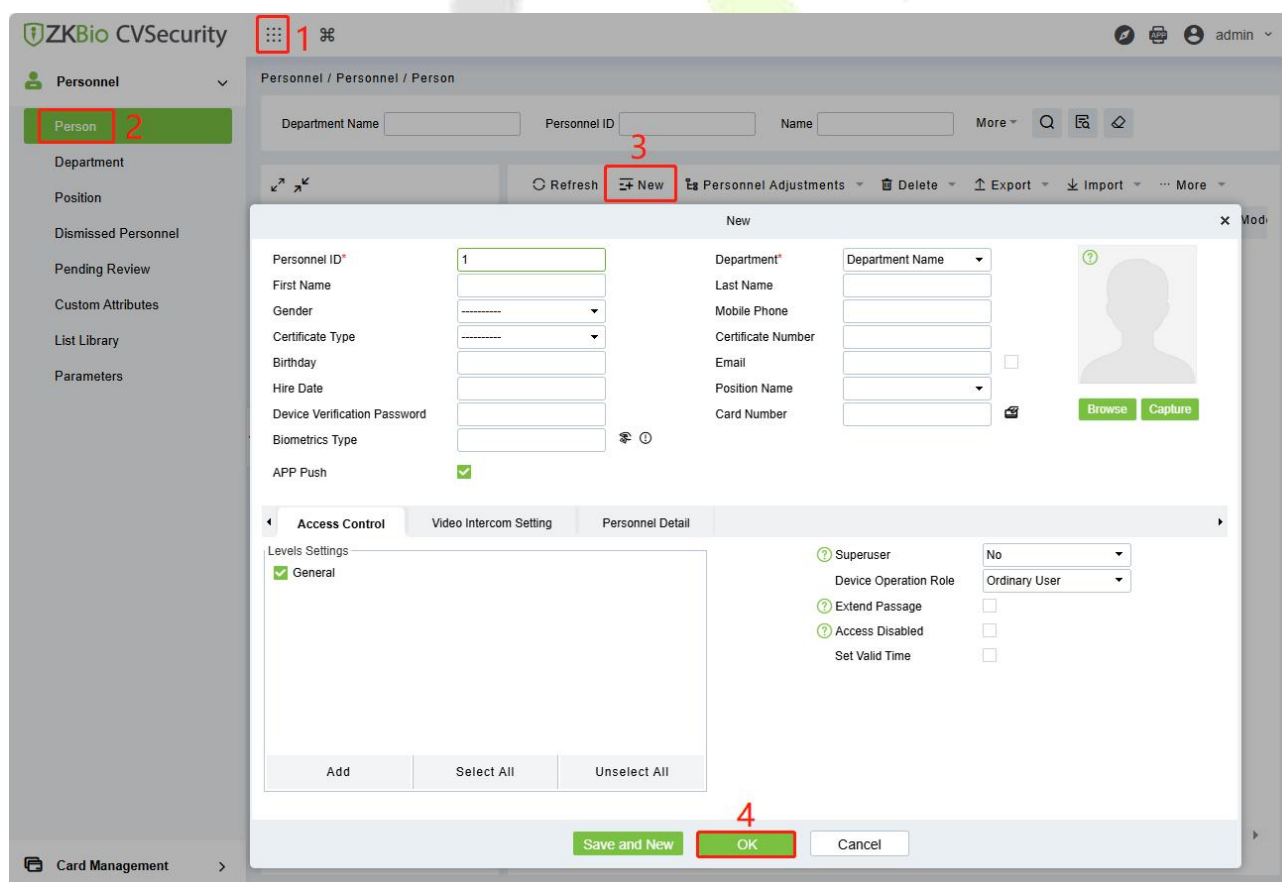 ZKBio CVSecurity 1 admin
Personnel
Personnel / Personnel / Person
Person 2
Department Name Personnel ID Name More
3
Department
Refresh New Personnel Adjustments Delete Export Import ... More
Position
New × Mod
Dismissed Personnel
Pending Review
Custom Attributes
List Library
Parameters
Personnel ID* 1 Department* Department Name
First Name Last Name
Gender ---------- Mobile Phone
Certificate Type ---------- Certificate Number
Birthday Email
Hire Date Position Name
Device Verification Password Card Number Browse Capture
Biometrics Type
APP Push
Access Control Video Intercom Setting Personnel Detail
Levels Settings
General
? Superuser No
Device Operation Role Ordinary User
? Extend Passage
? Access Disabled
Set Valid Time
Add Select All Unselect All
4
Save and New OK Cancel
Card Management